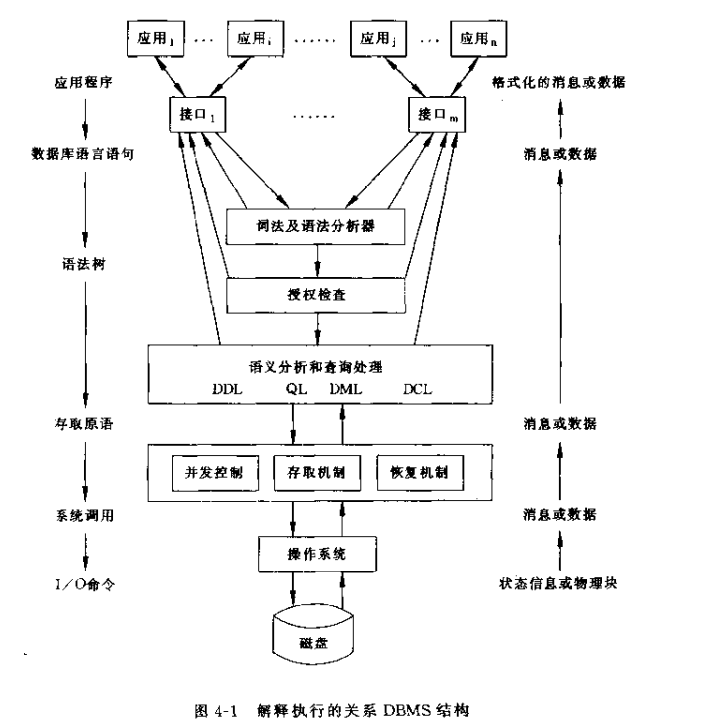 应用1 ... 应用i ...... 应用j ... 应用n
应用程序
格式化的消息或数据
接口1 ...... 接口m
数据库语言语句
消息或数据
词法及语法分析器
语法树
授权检查
语义分析和查询处理
DDL QL DML DCL
存取原语
消息或数据
并发控制 存取机制 恢复机制
系统调用
消息或数据
操作系统
I/O命令
状态信息或物理块
磁盘
图 4-1 解释执行的关系 DBMS 结构